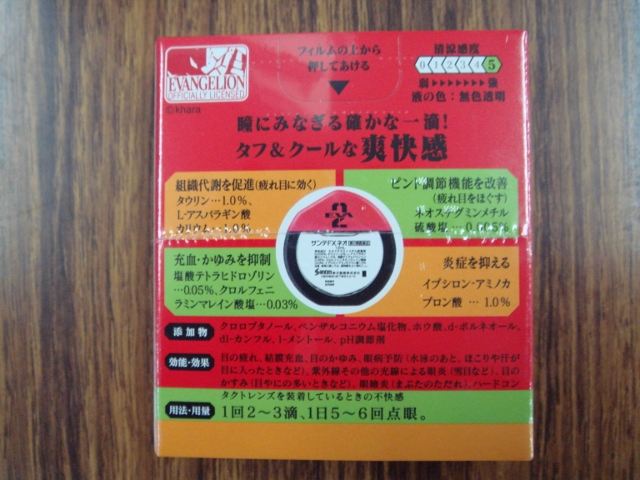 EVANGELION
OFFICIALLY LICENSED
©khara
フィルムの上から
押してあける
清涼感度
0 1 2 3 4 5
弱 強
液の色：無色透明
瞳にみなぎる確かな一滴！
タフ＆クールな爽快感
組織代謝を促進(疲れ目に効く)
タウリン…1.0%、
L-アスパラギン酸
カリウム…1.0%
ピント調節機能を改善
(疲れ目をほぐす)
ネオスチグミンメチル
硫酸塩…0.005%
EVA
2
サンテFXネオ
Santen
充血・かゆみを抑制
塩酸テトラヒドロゾリン
…0.05%、クロルフェニ
ラミンマレイン酸塩…0.03%
炎症を抑える
イプシロン-アミノカ
プロン酸…1.0%
添加物
クロロブタノール、ベンザルコニウム塩化物、ホウ酸、d-ボルネオール、
dl-カンフル、l-メントール、pH調節剤
効能・効果
目の疲れ、結膜充血、目のかゆみ、眼病予防(水泳のあと、ほこりや汗が
目に入ったときなど)、紫外線その他の光線による眼炎(雪目など)、目の
かすみ(目やにの多いときなど)、眼瞼炎(まぶたのただれ)、ハードコン
タクトレンズを装着しているときの不快感
用法・用量
1回2～3滴、1日5～6回点眼。